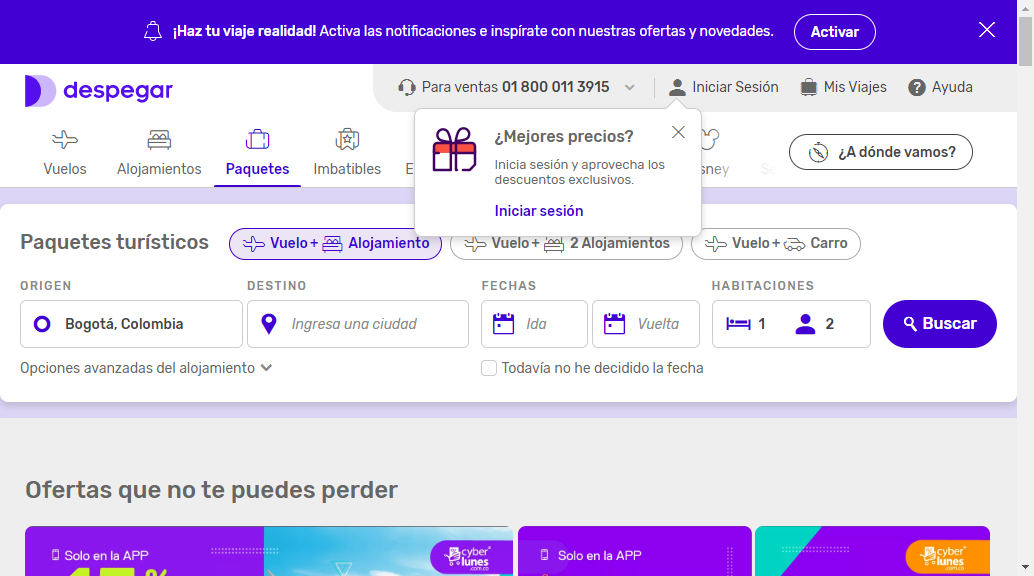 ¡Haz tu viaje realidad! Activa las notificaciones e inspírate con nuestras ofertas y novedades.
Activar
despegar
Para ventas 01 800 011 3915
Iniciar Sesión
Mis Viajes
Ayuda
Vuelos
Alojamientos
Paquetes
Imbatibles
¿A dónde vamos?
¿Mejores precios?
Inicia sesión y aprovecha los
descuentos exclusivos.
Iniciar sesión
Paquetes turísticos
Vuelo + Alojamiento
Vuelo + 2 Alojamientos
Vuelo + Carro
ORIGEN
DESTINO
FECHAS
HABITACIONES
Bogotá, Colombia
Ingresa una ciudad
Ida
Vuelta
1
2
Buscar
Opciones avanzadas del alojamiento
Todavía no he decidido la fecha
Ofertas que no te puedes perder
Solo en la APP
cyber
lunes
.com.co
Solo en la APP
cyber
lunes
.com.co